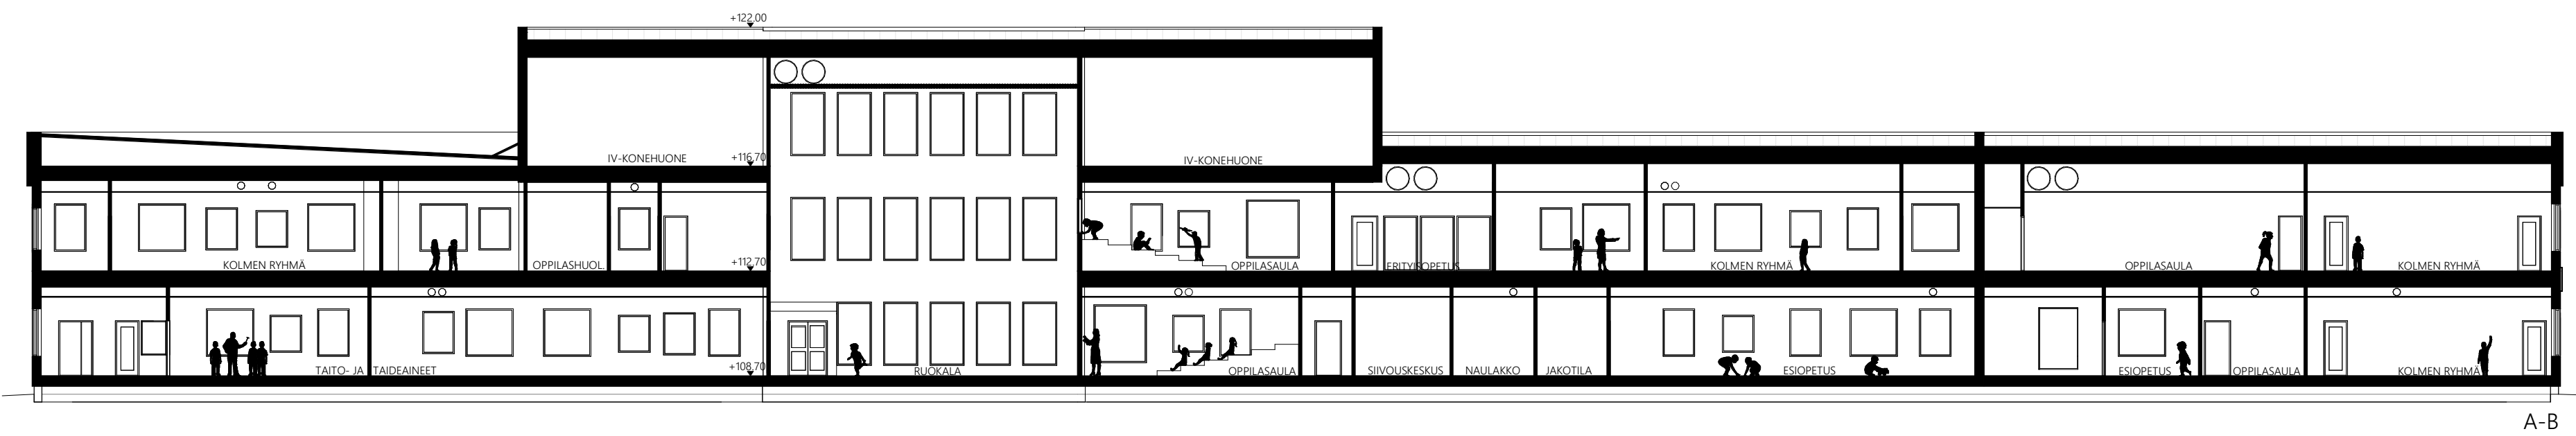 +122.00
IV-KONEHUONE
+116.70
IV-KONEHUONE
KOLMEN RYHMÄ
OPPILASHUOL.
+112.70
OPPILASAULA
ERITYISOPETUS
KOLMEN RYHMÄ
OPPILASAULA
KOLMEN RYHMÄ
TAITO- JA TAIDEAINEET
+108.70
RUOKALA
OPPILASAULA
SIIVOUSKESKUS
NAULAKKO
JAKOTILA
ESIOPETUS
ESIOPETUS
OPPILASAULA
KOLMEN RYHMÄ
A-B